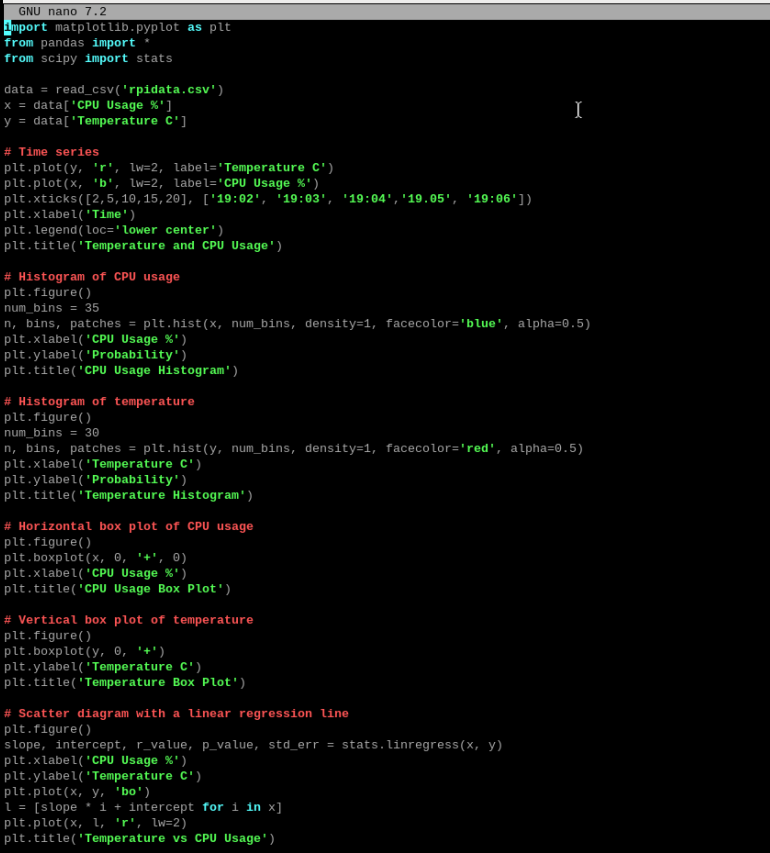 GNU nano 7.2
import matplotlib.pyplot as plt
from pandas import *
from scipy import stats
data = read_csv('rpidata.csv')
x = data['CPU Usage %']
y = data['Temperature C']
# Time series
plt.plot(y, 'r', lw=2, label='Temperature C')
plt.plot(x, 'b', lw=2, label='CPU Usage %')
plt.xticks([2,5,10,15,20], ['19:02', '19:03', '19:04','19.05', '19:06'])
plt.xlabel('Time')
plt.legend(loc='lower center')
plt.title('Temperature and CPU Usage')
# Histogram of CPU usage
plt.figure()
num_bins = 35
n, bins, patches = plt.hist(x, num_bins, density=1, facecolor='blue', alpha=0.5)
plt.xlabel('CPU Usage %')
plt.ylabel('Probability')
plt.title('CPU Usage Histogram')
# Histogram of temperature
plt.figure()
num_bins = 30
n, bins, patches = plt.hist(y, num_bins, density=1, facecolor='red', alpha=0.5)
plt.xlabel('Temperature C')
plt.ylabel('Probability')
plt.title('Temperature Histogram')
# Horizontal box plot of CPU usage
plt.figure()
plt.boxplot(x, 0, '+', 0)
plt.xlabel('CPU Usage %')
plt.title('CPU Usage Box Plot')
# Vertical box plot of temperature
plt.figure()
plt.boxplot(y, 0, '+')
plt.ylabel('Temperature C')
plt.title('Temperature Box Plot')
# Scatter diagram with a linear regression line
plt.figure()
slope, intercept, r_value, p_value, std_err = stats.linregress(x, y)
plt.xlabel('CPU Usage %')
plt.ylabel('Temperature C')
plt.plot(x, y, 'bo')
l = [slope * i + intercept for i in x]
plt.plot(x, l, 'r', lw=2)
plt.title('Temperature vs CPU Usage')